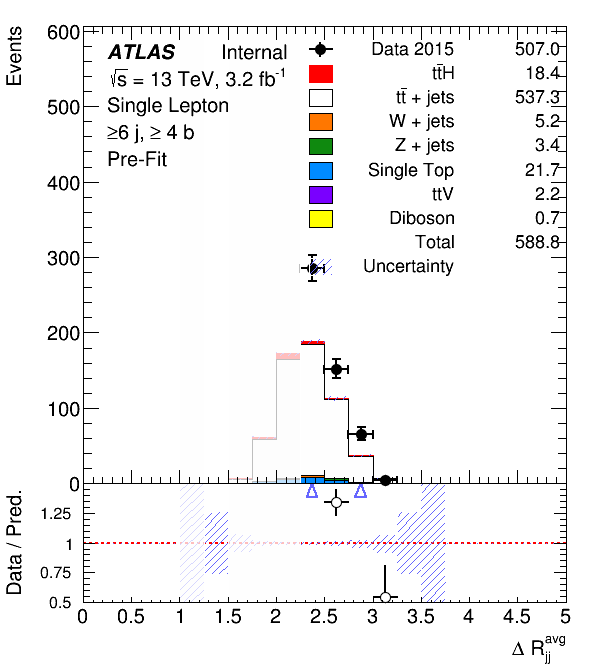 Events
600
500
400
300
200
100
0
ATLAS Internal
√s = 13 TeV, 3.2 fb⁻¹
Single Lepton
≥6 j, ≥ 4 b
Pre-Fit
Data 2015 507.0
tt̄H 18.4
tt̄ + jets 537.3
W + jets 5.2
Z + jets 3.4
Single Top 21.7
ttV 2.2
Diboson 0.7
Total 588.8
Uncertainty
Data / Pred.
1.25
1
0.75
0.5
0 0.5 1 1.5 2 2.5 3 3.5 4 4.5 5
Δ R_jj^avg